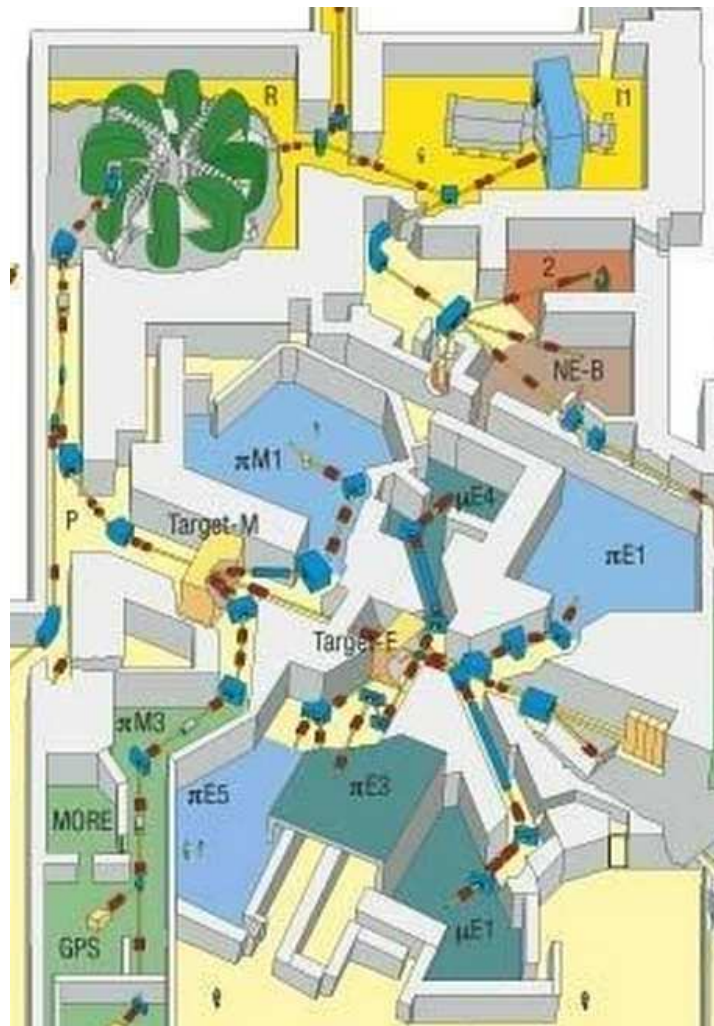 R
I1
2
NE-B
πM1
μE4
P
Target-M
πE1
Target-E
πM3
πE5
πE3
MORE
μE1
GPS